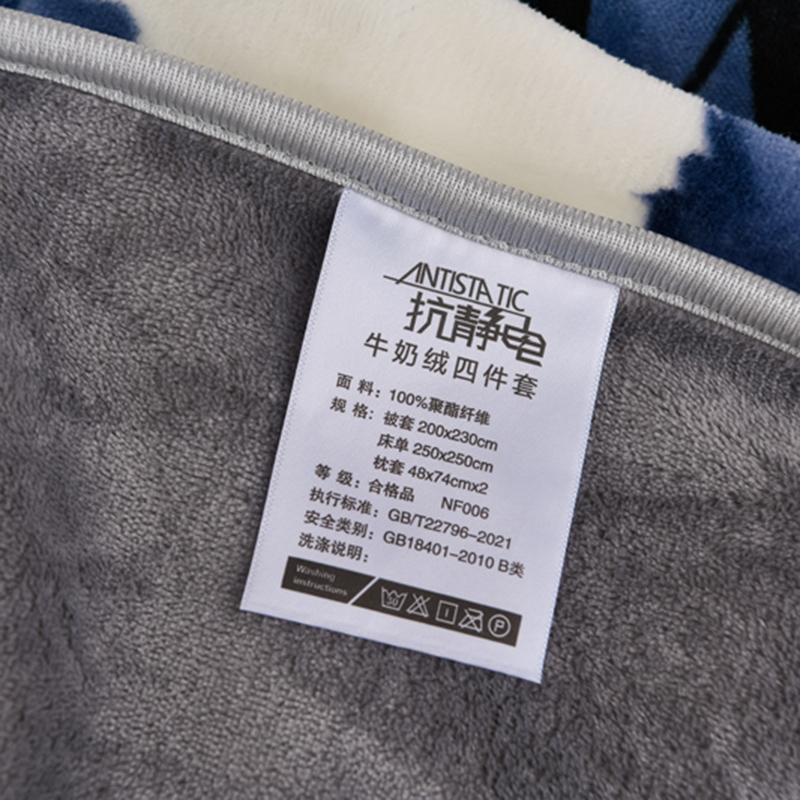 ANTISTATIC
抗静电
牛奶绒四件套
面 料：100%聚酯纤维
规 格：被套 200x230cm
床单 250x250cm
枕套 48x74cmx2
等 级：合格品 NF006
执行标准：GB/T22796-2021
安全类别：GB18401-2010 B类
洗涤说明：
Washing
instructions
P